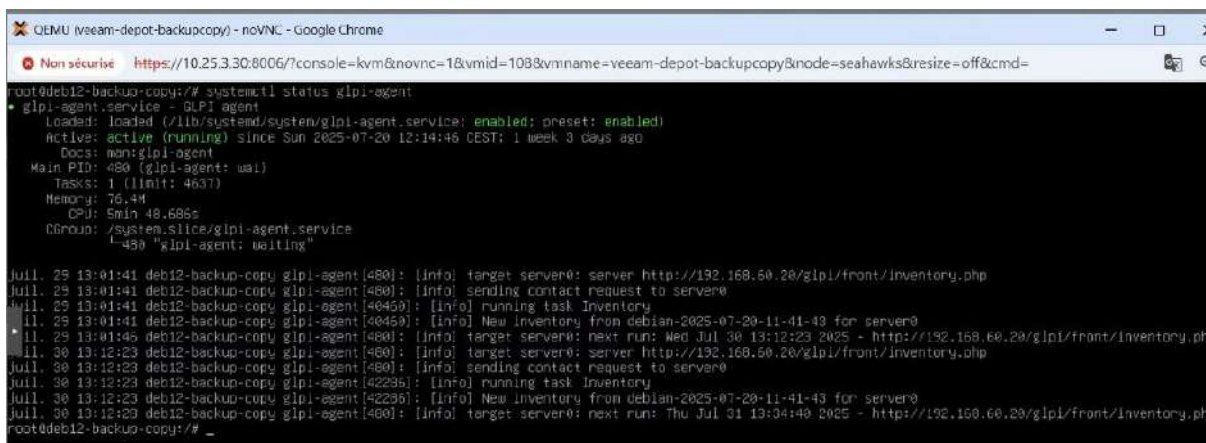 QEMU (veeam-depot-backupcopy) - noVNC - Google Chrome
Non sécurisé https://10.25.3.30:8006/?console=kvm&novnc=1&vmid=108&vmname=veeam-depot-backupcopy&node=seahawks&resize=off&cmd=
root@deb12-backup-copy:/# systemctl status glpi-agent
● glpi-agent.service - GLPI agent
Loaded: loaded (/lib/systemd/system/glpi-agent.service; enabled; preset: enabled)
Active: active (running) since Sun 2025-07-20 12:14:46 CEST; 1 week 3 days ago
Docs: man:glpi-agent
Main PID: 480 (glpi-agent: wai)
Tasks: 1 (limit: 4637)
Memory: 76.4M
CPU: 5min 48.686s
CGroup: /system.slice/glpi-agent.service
└─480 "glpi-agent: waiting"
juil. 29 13:01:41 deb12-backup-copy glpi-agent[480]: [info] target server0: server http://192.168.60.20/glpi/front/inventory.php
juil. 29 13:01:41 deb12-backup-copy glpi-agent[480]: [info] sending contact request to server0
juil. 29 13:01:41 deb12-backup-copy glpi-agent[40460]: [info] running task Inventory
il. 29 13:01:41 deb12-backup-copy glpi-agent[40460]: [info] New inventory from debian-2025-07-20-11-41-43 for server0
il. 29 13:01:46 deb12-backup-copy glpi-agent[480]: [info] target server0: next run: Wed Jul 30 13:12:23 2025 - http://192.168.60.20/glpi/front/inventory.ph
il. 30 13:12:23 deb12-backup-copy glpi-agent[480]: [info] target server0: server http://192.168.60.20/glpi/front/inventory.php
juil. 30 13:12:23 deb12-backup-copy glpi-agent[480]: [info] sending contact request to server0
juil. 30 13:12:23 deb12-backup-copy glpi-agent[42286]: [info] running task Inventory
juil. 30 13:12:23 deb12-backup-copy glpi-agent[42286]: [info] New inventory from debian-2025-07-20-11-41-43 for server0
juil. 30 13:12:29 deb12-backup-copy glpi-agent[480]: [info] target server0: next run: Thu Jul 31 13:34:40 2025 - http://192.168.60.20/glpi/front/inventory.ph
root@deb12-backup-copy:/# _